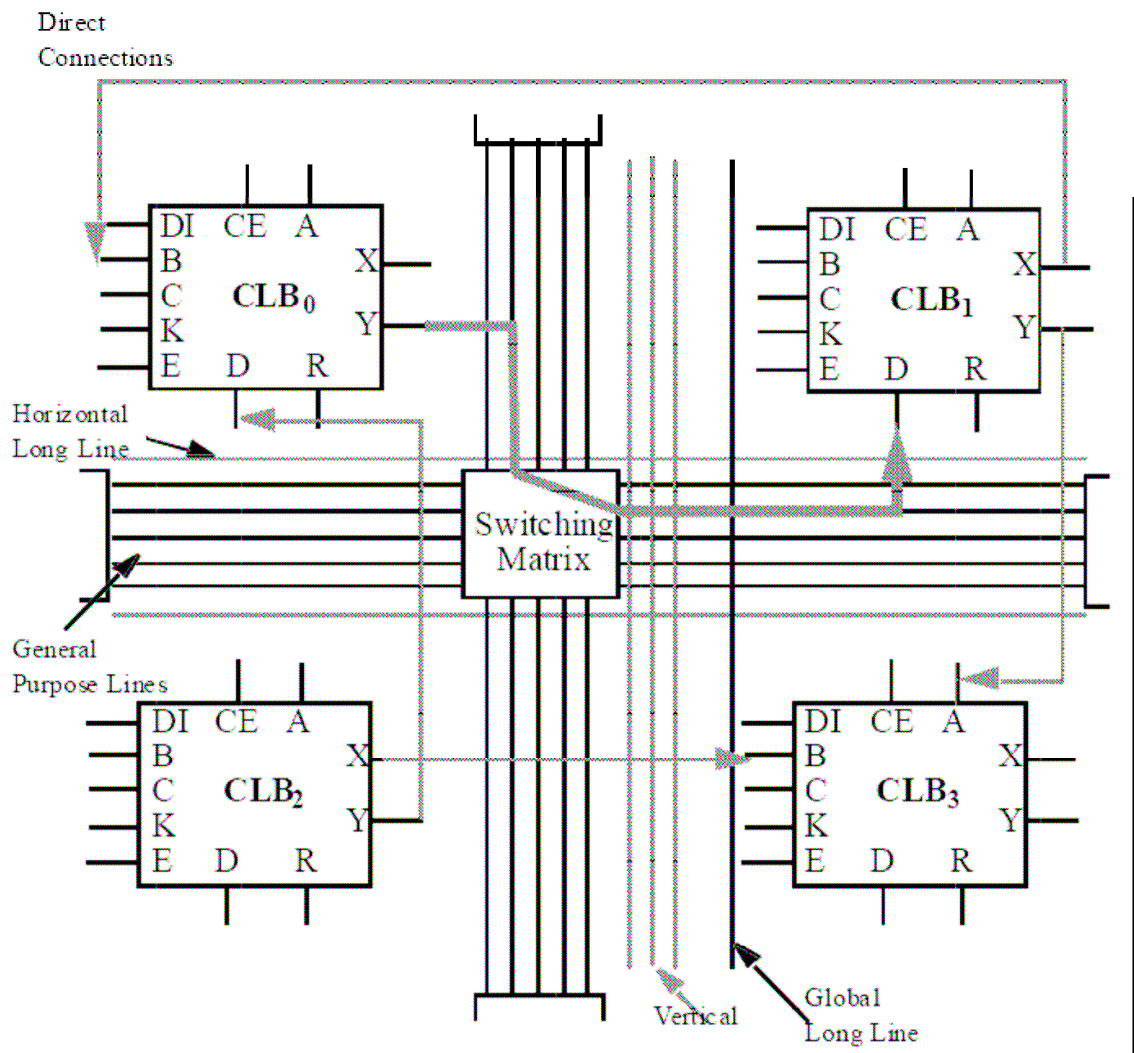 Direct
Connections
DI CE A
B X
CLB0
C
K Y
E D R
DI CE A
B X
CLB1
C
K Y
E D R
Horizontal
Long Line
Switching
Matrix
General
Purpose Lines
DI CE A
B X
CLB2
C
K Y
E D R
DI CE A
B X
CLB3
C
K Y
E D R
Vertical
Global
Long Line